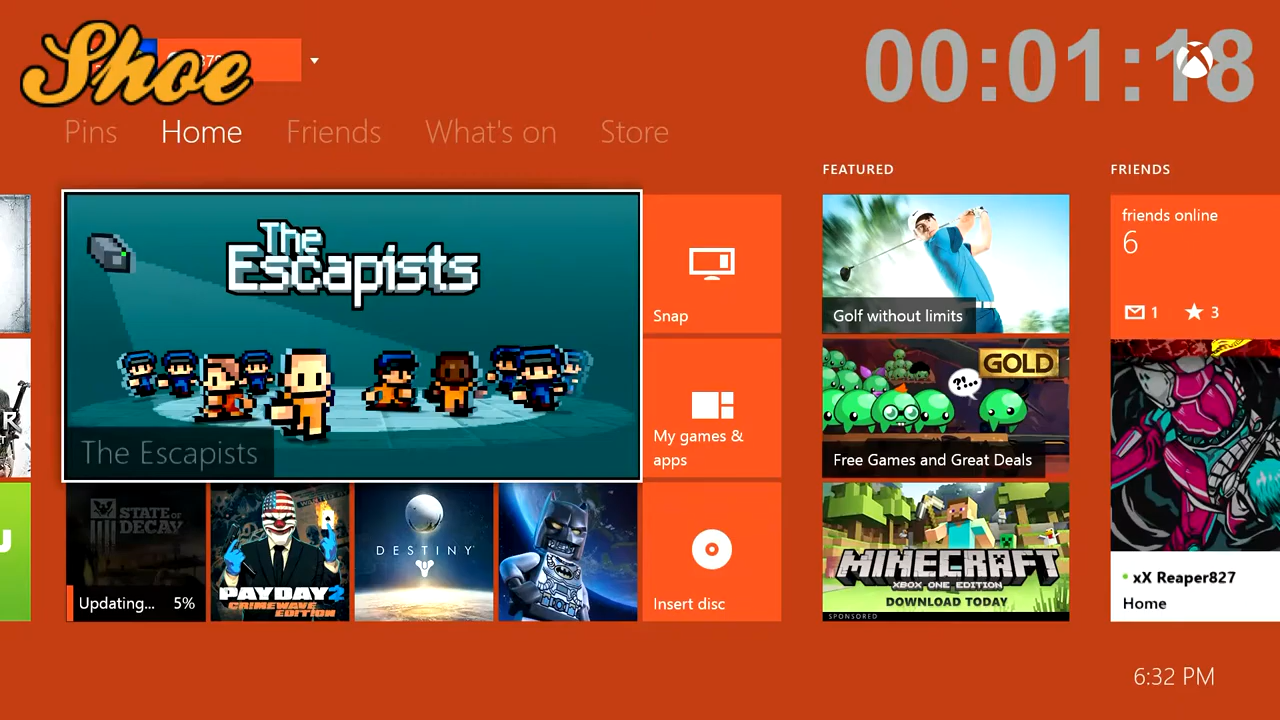 Shoe
00:01:18
Pins
Home
Friends
What's on
Store
FEATURED
FRIENDS
The
Escapists
The Escapists
Snap
My games &
apps
Insert disc
STATE OF
DECAY
Updating... 5%
PAYDAY 2
CRIMEWAVE
EDITION
DESTINY
Golf without limits
GOLD
?!...
Free Games and Great Deals
MINECRAFT
XBOX ONE EDITION
DOWNLOAD TODAY
SPONSORED
friends online
6
1
3
xX Reaper827
Home
6:32 PM